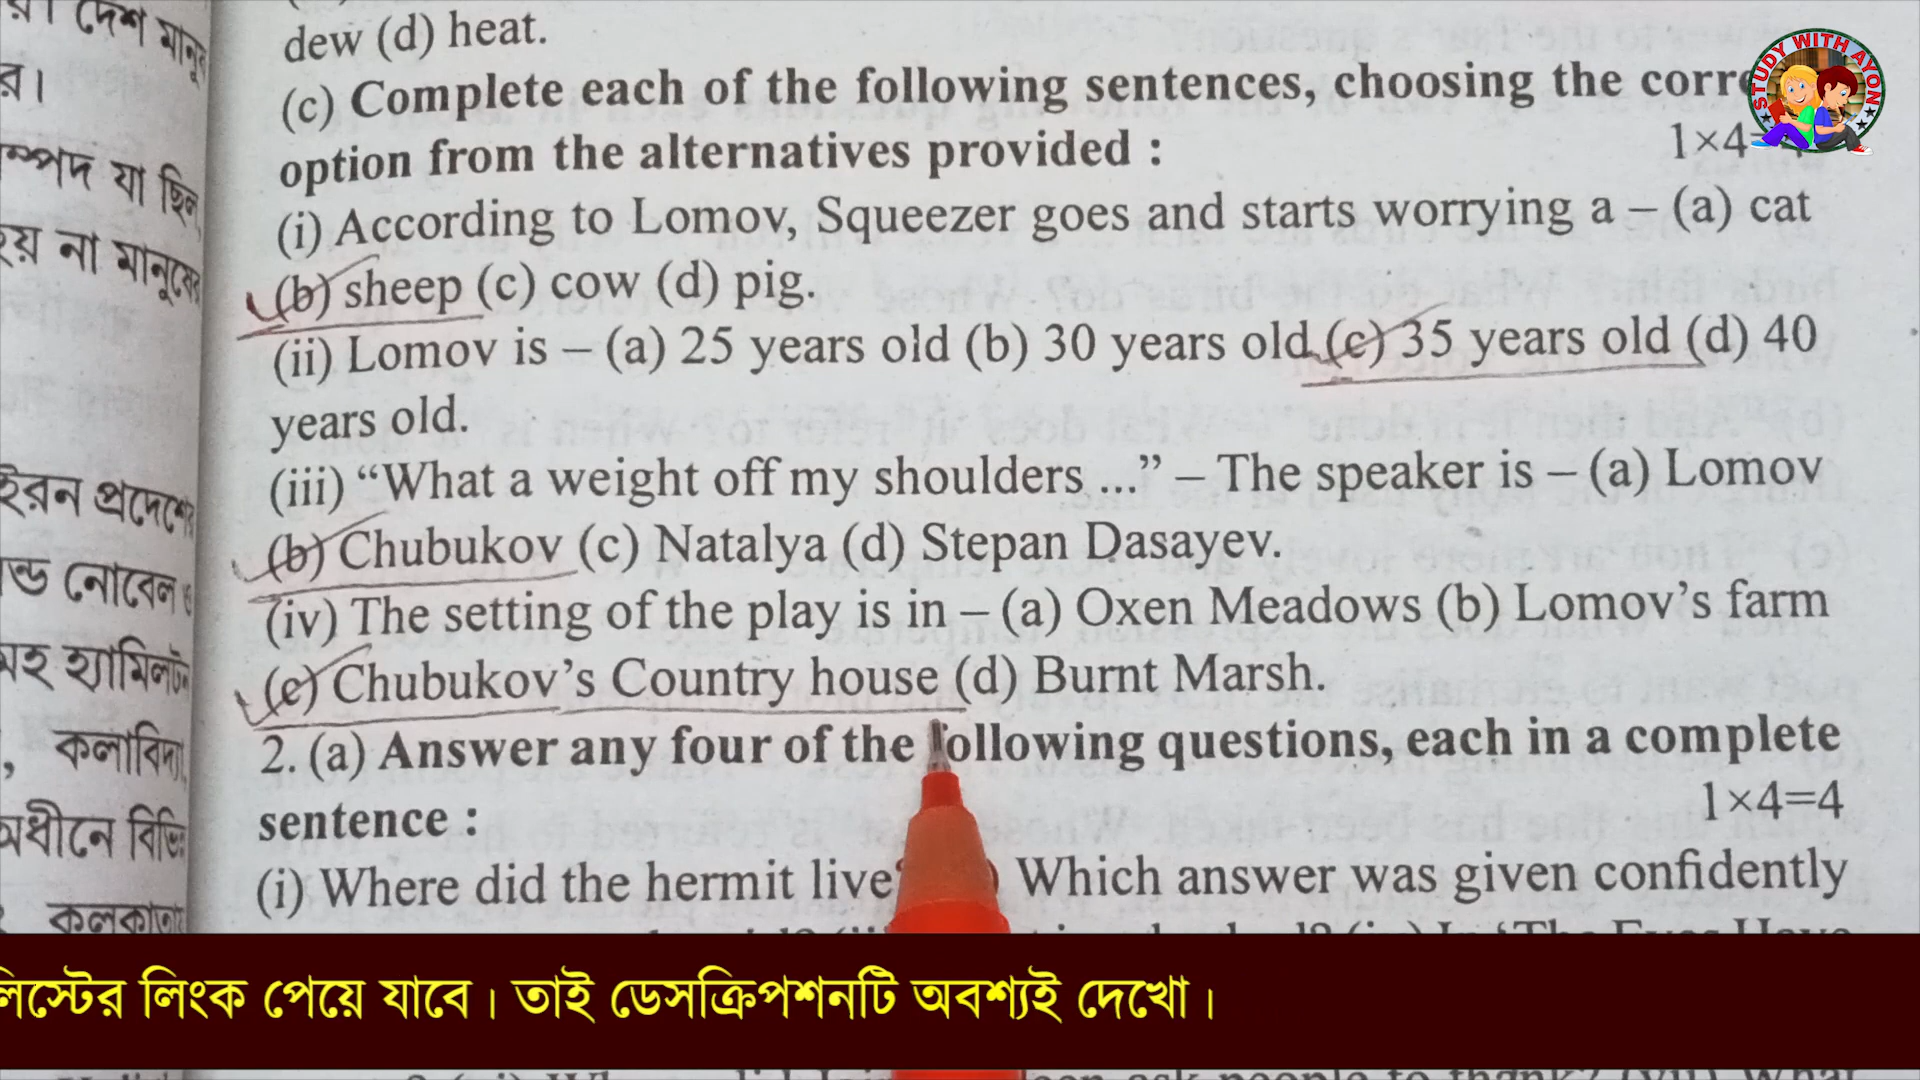 দেশ মানুষ
র।
যা ছিল
হয় না মানুষের
ইরন প্রদেশের
নোবেল ও
কলাবিদ্যা
অধীনে
dew (d) heat.
(c) Complete each of the following sentences, choosing the corre
option from the alternatives provided :
1×4
(i) According to Lomov, Squeezer goes and starts worrying a – (a) cat
(b) sheep (c) cow (d) pig.
(ii) Lomov is – (a) 25 years old (b) 30 years old (c) 35 years old (d) 40
years old.
(iii) “What a weight off my shoulders ...” – The speaker is – (a) Lomov
(b) Chubukov (c) Natalya (d) Stepan Dasayev.
(iv) The setting of the play is in – (a) Oxen Meadows (b) Lomov’s farm
(c) Chubukov’s Country house (d) Burnt Marsh.
2. (a) Answer any four of the following questions, each in a complete
sentence :
1×4=4
(i) Where did the hermit live Which answer was given confidently
STUDY WITH AYON
লিস্টের লিংক পেয়ে যাবে। তাই ডেসক্রিপশনটি অবশ্যই দেখো।